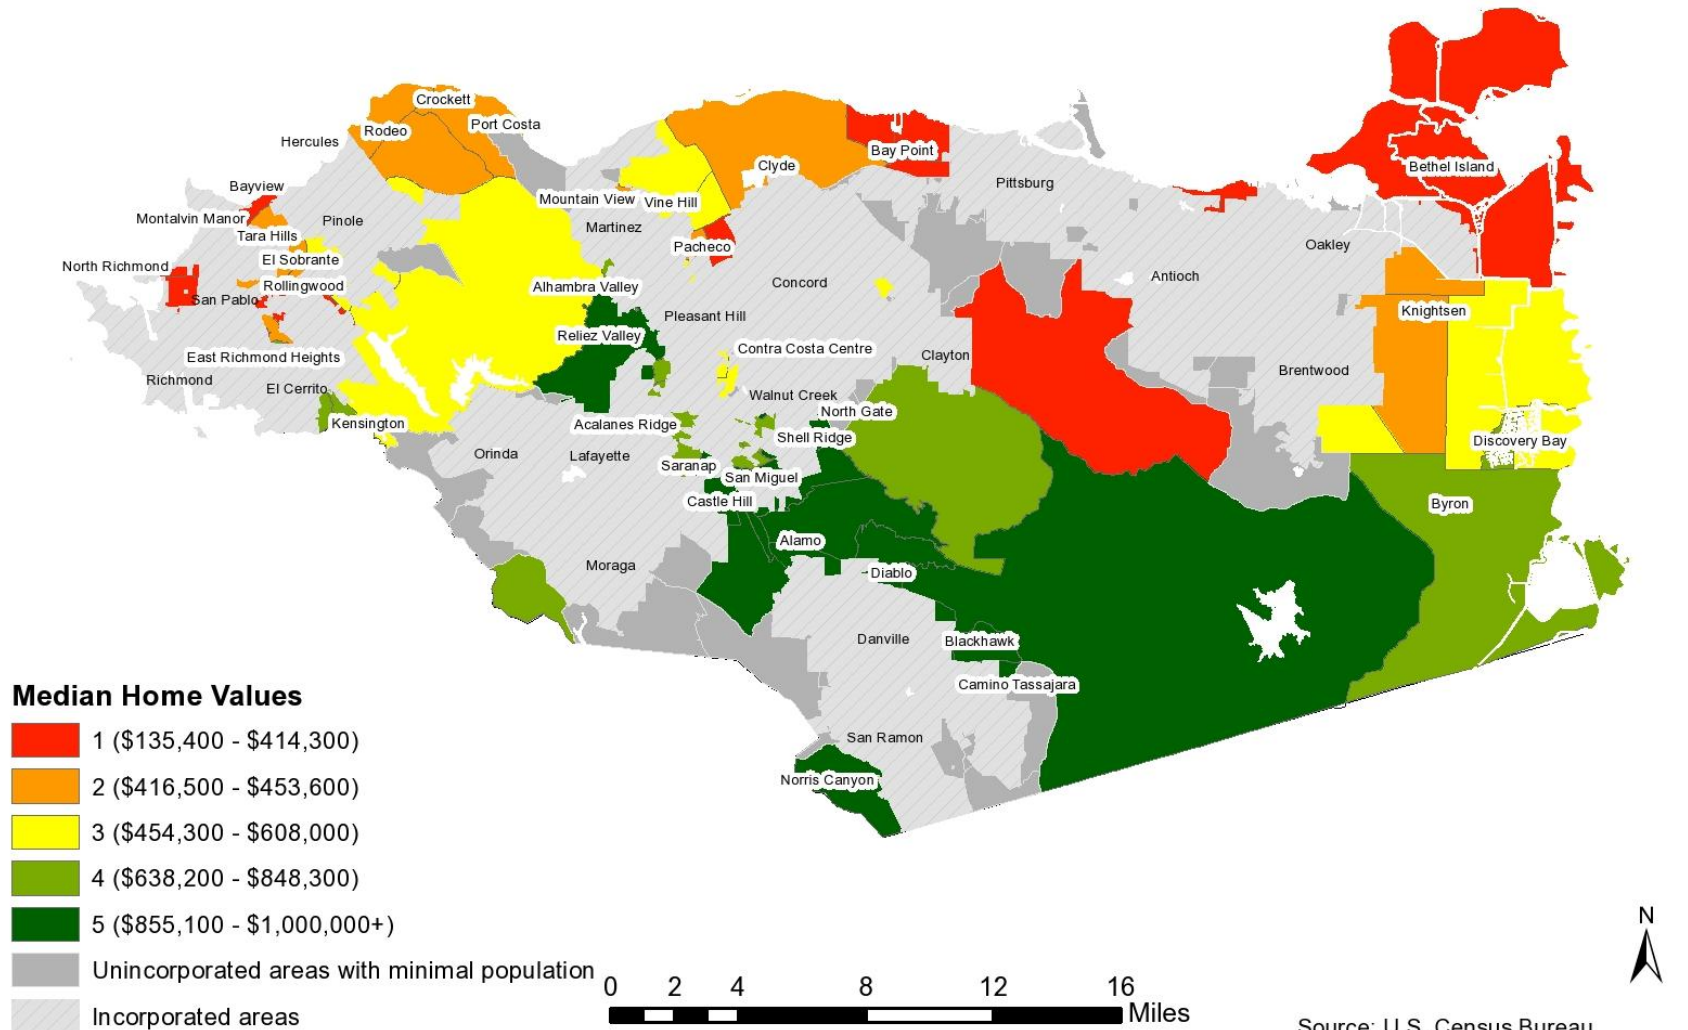 Crockett
Port Costa
Rodeo
Hercules
Bay Point
Clyde
Bethel Island
Pittsburg
Bayview
Mountain View
Vine Hill
Montalvin Manor
Pinole
Martinez
Tara Hills
Pacheco
Oakley
El Sobrante
North Richmond
Antioch
Rollingwood
Alhambra Valley
Concord
San Pablo
Knightsen
Pleasant Hill
Reliez Valley
East Richmond Heights
Contra Costa Centre
Clayton
Brentwood
Richmond
El Cerrito
Walnut Creek
North Gate
Kensington
Acalanes Ridge
Shell Ridge
Discovery Bay
Orinda
Lafayette
Saranap
San Miguel
Castle Hill
Byron
Alamo
Moraga
Diablo
Danville
Blackhawk
Camino Tassajara
San Ramon
Norris Canyon
Median Home Values
1 ($135,400 - $414,300)
2 ($416,500 - $453,600)
3 ($454,300 - $608,000)
4 ($638,200 - $848,300)
5 ($855,100 - $1,000,000+)
Unincorporated areas with minimal population
Incorporated areas
0 2 4 8 12 16
Miles
N
Source: U.S. Census Bureau